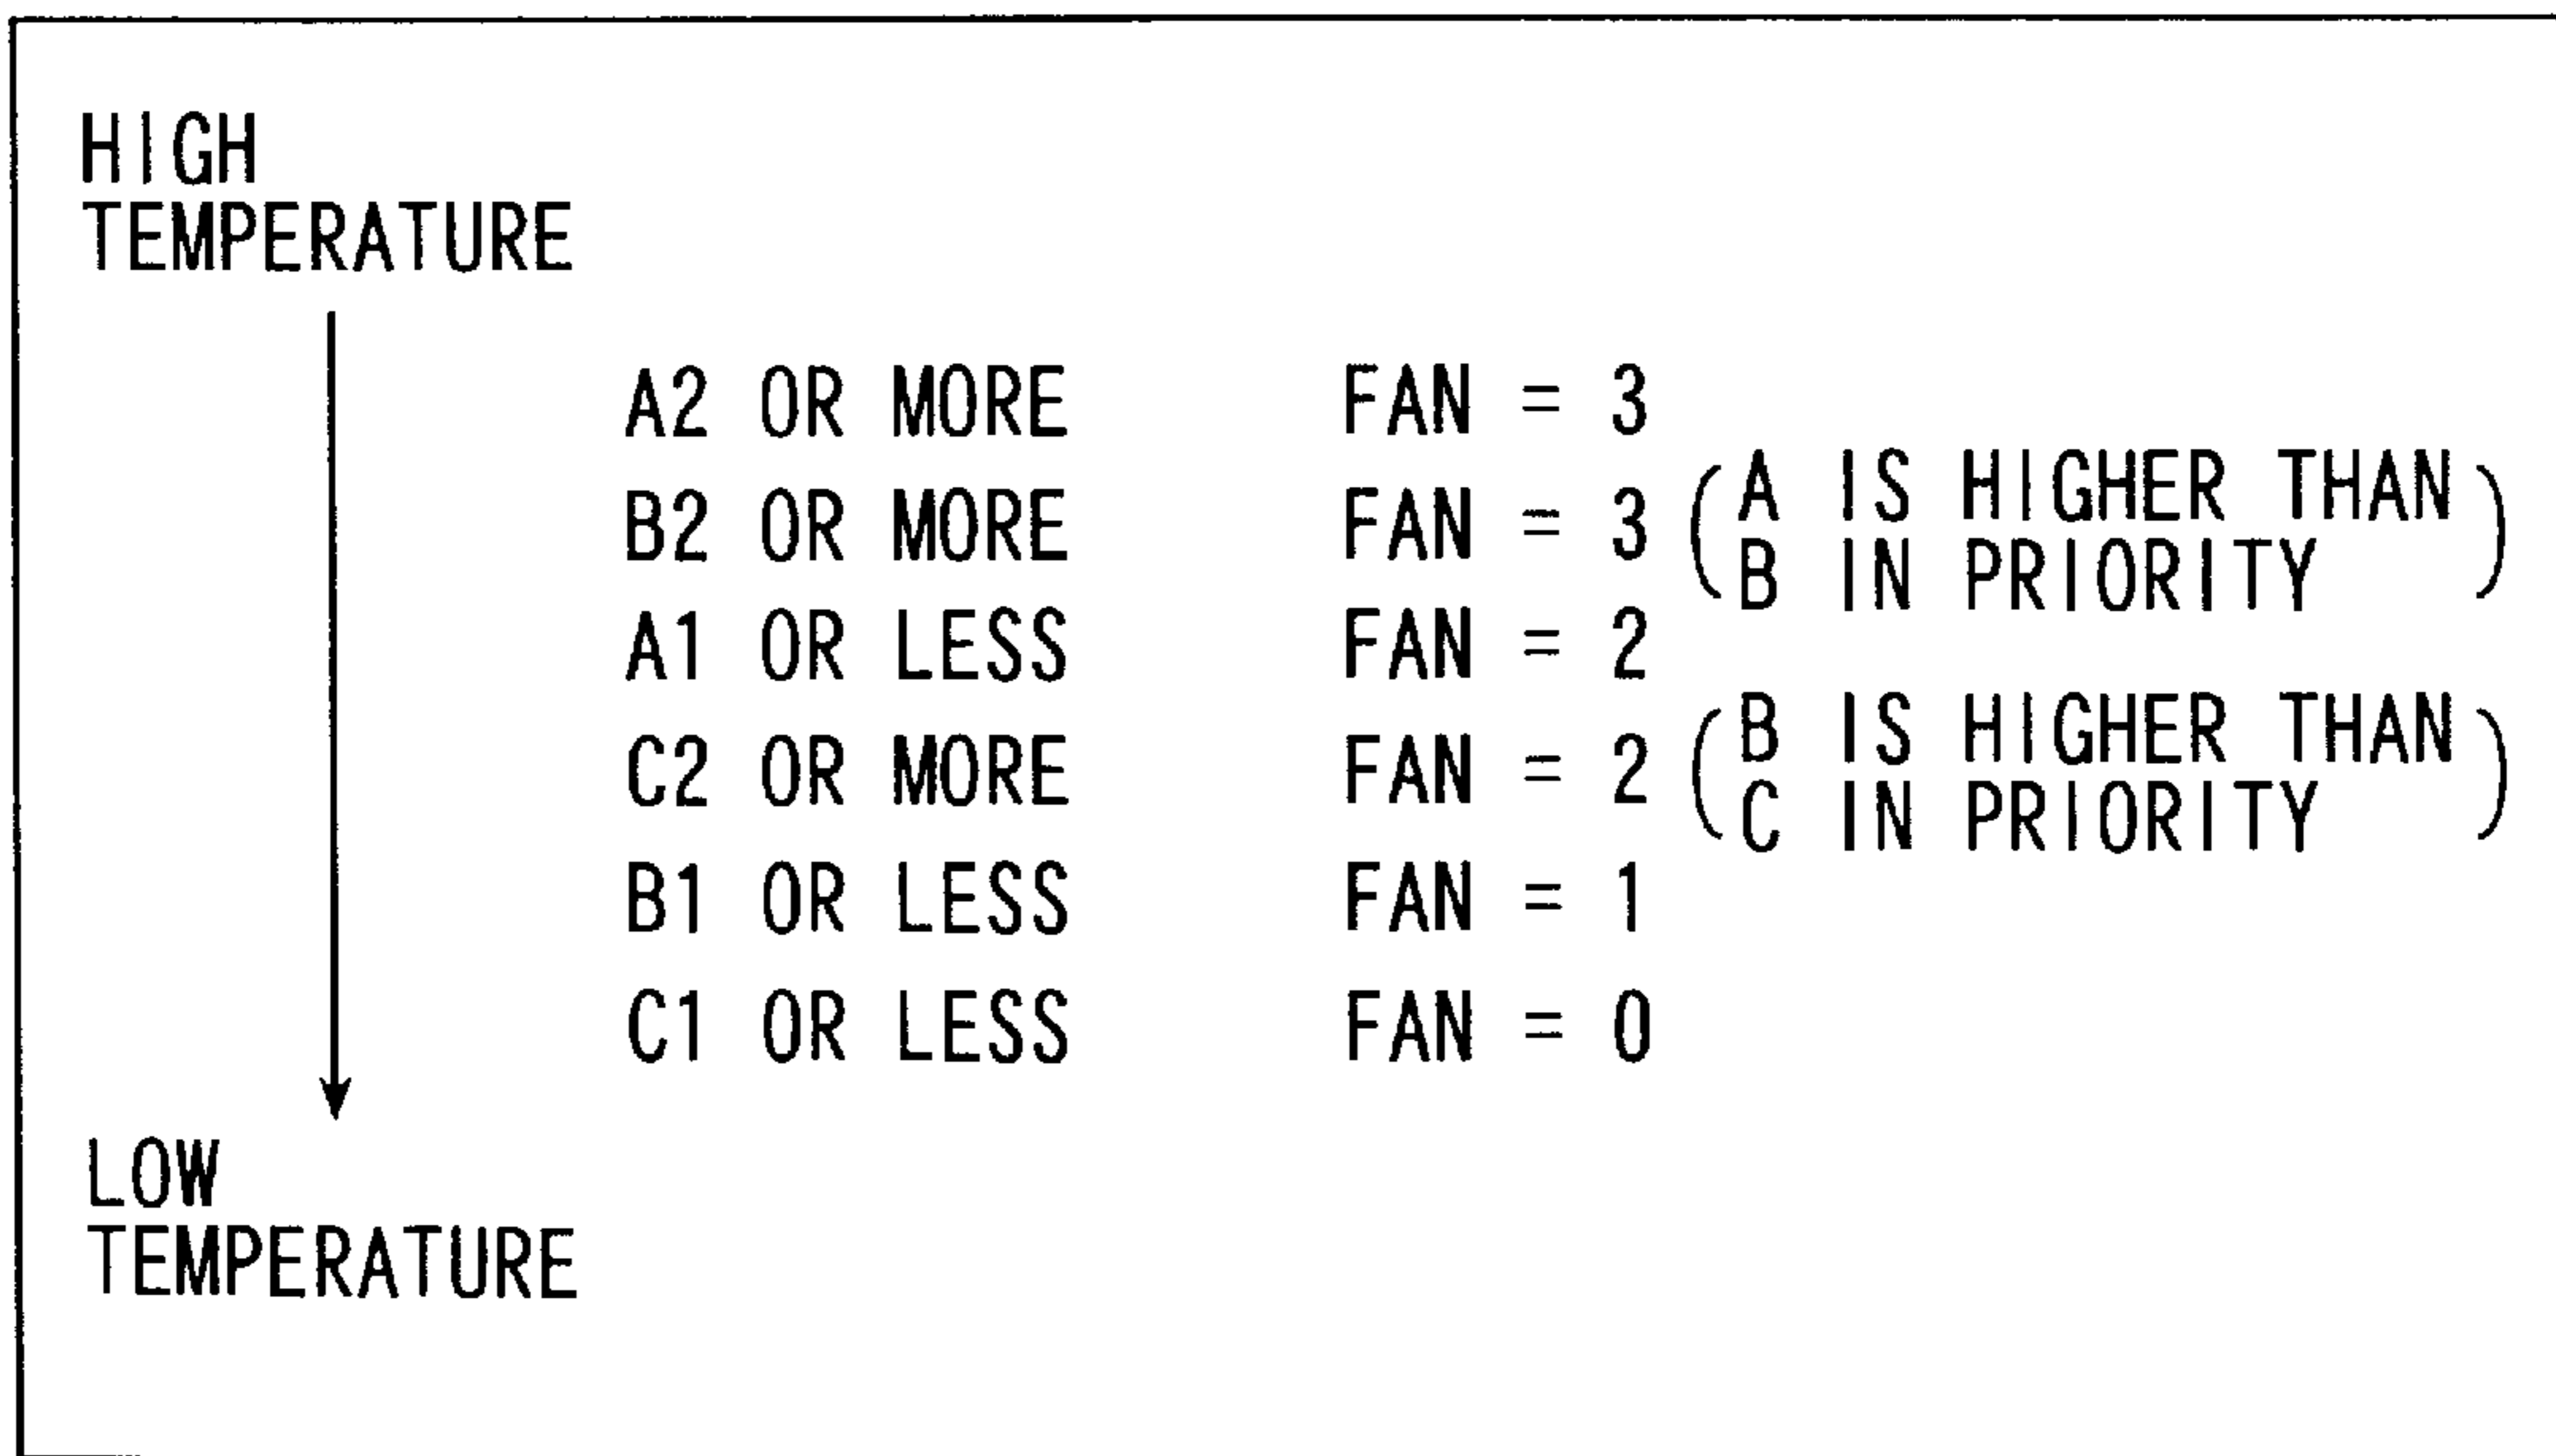 HIGH
TEMPERATURE
A2 OR MORE FAN = 3
B2 OR MORE FAN = 3 (A IS HIGHER THAN
B IN PRIORITY)
A1 OR LESS FAN = 2
C2 OR MORE FAN = 2 (B IS HIGHER THAN
C IN PRIORITY)
B1 OR LESS FAN = 1
C1 OR LESS FAN = 0
LOW
TEMPERATURE